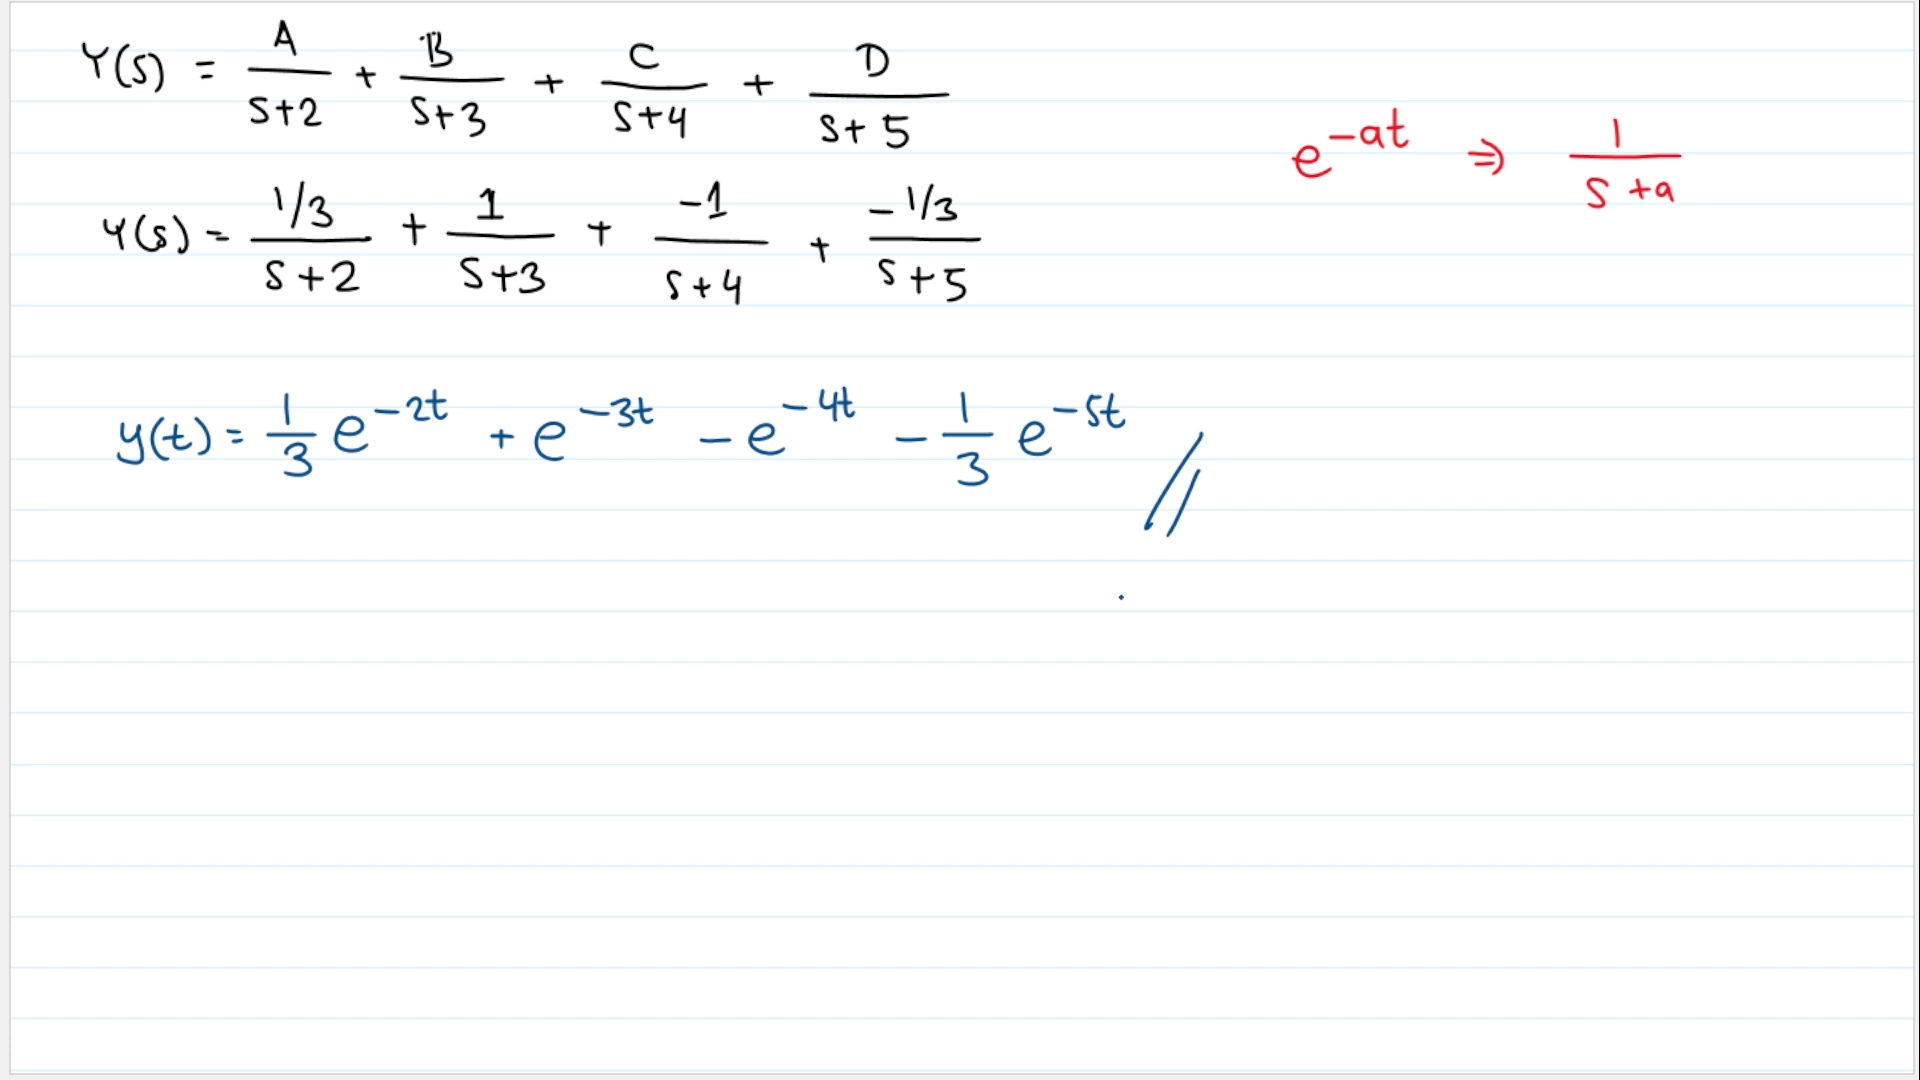 Y(s) = A/(s+2) + B/(s+3) + C/(s+4) + D/(s+5)
e^{-at} ⇒ 1/(s+a)
Y(s) = (1/3)/(s+2) + 1/(s+3) + (-1)/(s+4) + (-1/3)/(s+5)
y(t) = 1/3 e^{-2t} + e^{-3t} - e^{-4t} - 1/3 e^{-5t} //